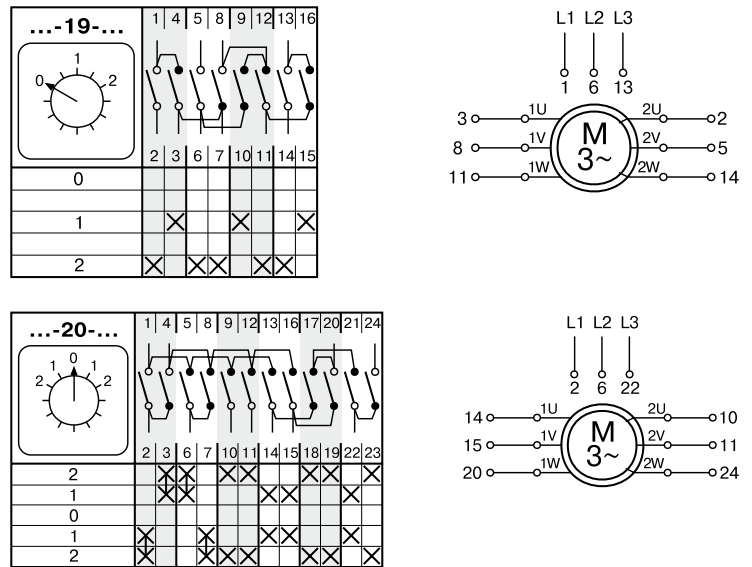 ...-19-...
1 4 5 8 9 12 13 16
0 1 2
2 3 6 7 10 11 14 15
0
1
2
L1 L2 L3
1 6 13
3 1U 2U 2
M
8 1V 2V 5
3~
11 1W 2W 14
...-20-...
1 4 5 8 9 12 13 16 17 20 21 24
2 1 0 1 2
2 3 6 7 10 11 14 15 18 19 22 23
2
1
0
1
2
L1 L2 L3
2 6 22
14 1U 2U 10
M
15 1V 2V 11
3~
20 1W 2W 24